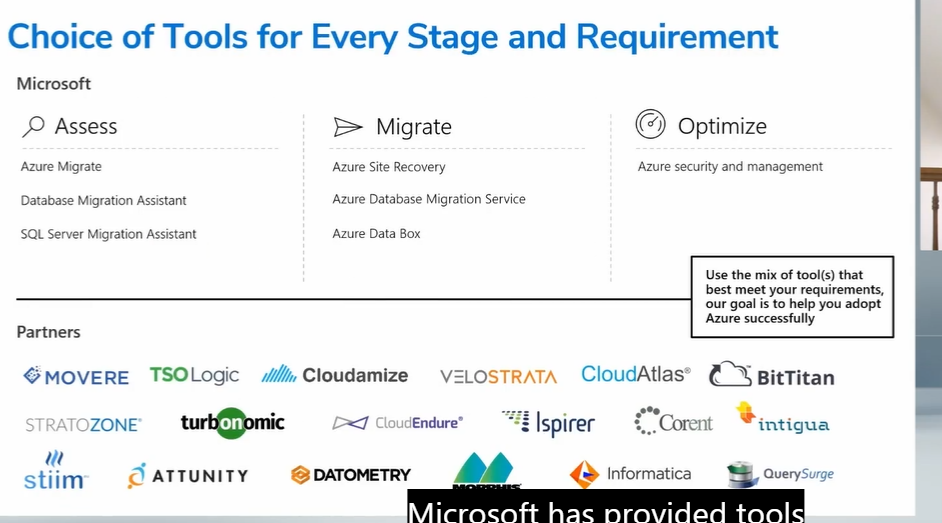 Choice of Tools for Every Stage and Requirement
Microsoft
Assess
Azure Migrate
Database Migration Assistant
SQL Server Migration Assistant
Migrate
Azure Site Recovery
Azure Database Migration Service
Azure Data Box
Optimize
Azure security and management
Use the mix of tool(s) that
best meet your requirements,
our goal is to help you adopt
Azure successfully
Partners
MOVERE TSOLogic Cloudamize VELOSTRATA CloudAtlas® BitTitan
STRATOZONE® turbonomic CloudEndure® Ispirer Corent intigua
stiim™ ATTUNITY DATOMETRY MORPHIS Informatica QuerySurge
Microsoft has provided tools